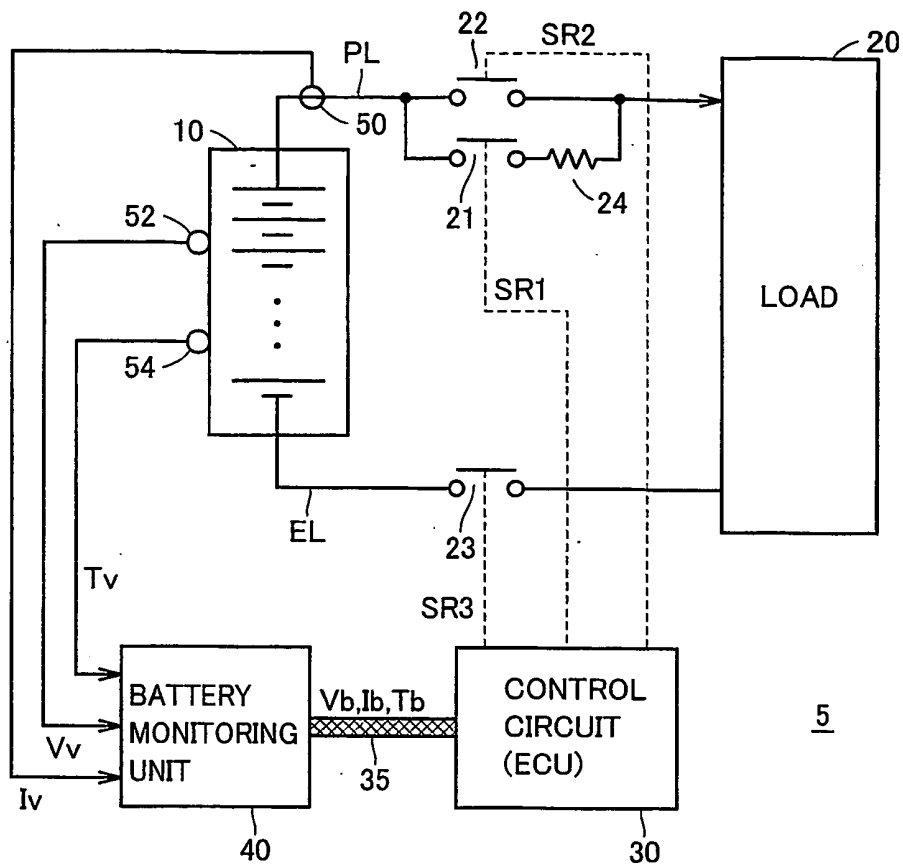 SR2
20
22
PL
50
10
21
24
52
SR1
LOAD
54
EL
23
Tv
SR3
BATTERY
MONITORING
UNIT
Vb,Ib,Tb
35
CONTROL
CIRCUIT
(ECU)
5
Vv
Iv
40
30